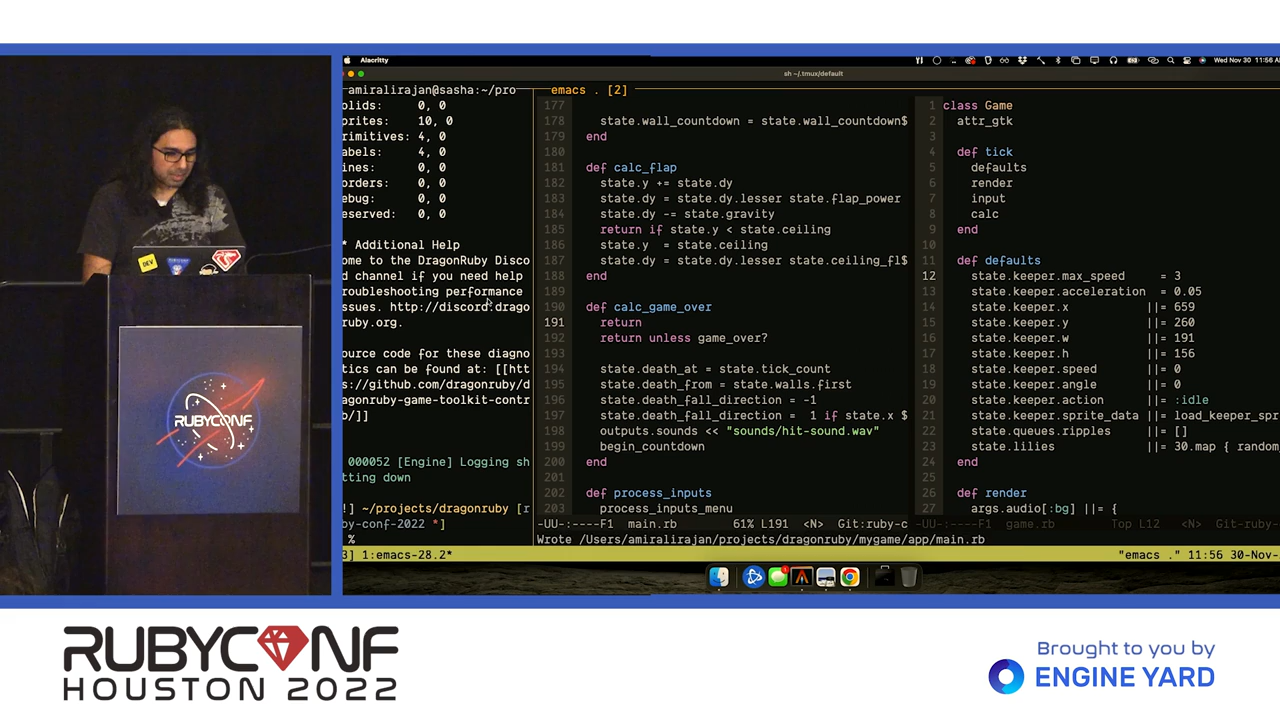 Alacritty
Wed Nov 30 11:56 A
sh ~/.tmux/default
amiralirajan@sasha:~/pro
olids: 0, 0
prites: 10, 0
rimitives: 4, 0
abels: 4, 0
ines: 0, 0
orders: 0, 0
ebug: 0, 0
eserved: 0, 0
* Additional Help
ome to the DragonRuby Disco
d channel if you need help
roubleshooting performance
ssues. http://discord.drago
ruby.org.
ource code for these diagno
tics can be found at: [[htt
s://github.com/dragonruby/d
ragonruby-game-toolkit-contr
b/]]
000052 [Engine] Logging sh
tting down
!] ~/projects/dragonruby [r
by-conf-2022 *]
%
emacs . [2]
177
178 state.wall_countdown = state.wall_countdown$
179 end
180
181 def calc_flap
182 state.y += state.dy
183 state.dy = state.dy.lesser state.flap_power
184 state.dy -= state.gravity
185 return if state.y < state.ceiling
186 state.y = state.ceiling
187 state.dy = state.dy.lesser state.ceiling_fl$
188 end
189
190 def calc_game_over
191 return
192 return unless game_over?
193
194 state.death_at = state.tick_count
195 state.death_from = state.walls.first
196 state.death_fall_direction = -1
197 state.death_fall_direction = 1 if state.x $
198 outputs.sounds << "sounds/hit-sound.wav"
199 begin_countdown
200 end
201
202 def process_inputs
203 process_inputs_menu
-UU-:----F1 main.rb 61% L191 <N> Git:ruby-c
1 class Game
2 attr_gtk
3
4 def tick
5 defaults
6 render
7 input
8 calc
9 end
10
11 def defaults
12 state.keeper.max_speed = 3
13 state.keeper.acceleration = 0.05
14 state.keeper.x ||= 659
15 state.keeper.y ||= 260
16 state.keeper.w ||= 191
17 state.keeper.h ||= 156
18 state.keeper.speed ||= 0
19 state.keeper.angle ||= 0
20 state.keeper.action ||= :idle
21 state.keeper.sprite_data ||= load_keeper_spr
22 state.queues.ripples ||= []
23 state.lilies ||= 30.map { random
24 end
25
26 def render
27 args.audio[:bg] ||= {
-UU-:----F1 game.rb Top L12 <N> Git-ruby-
Wrote /Users/amiralirajan/projects/dragonruby/mygame/app/main.rb
3] 1:emacs-28.2*
"emacs ." 11:56 30-Nov-
DEV
RUBYCONF
RUBYCONF
HOUSTON 2022
Brought to you by
ENGINE YARD